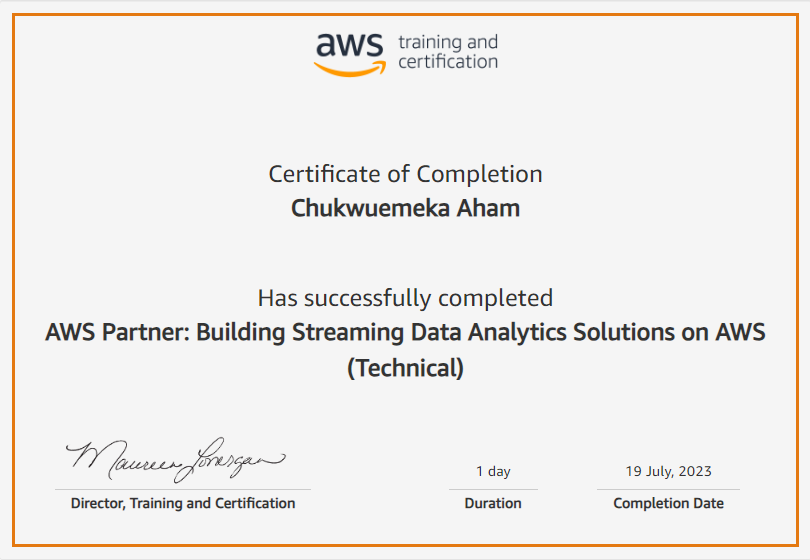 aws training and
certification
Certificate of Completion
Chukwuemeka Aham
Has successfully completed
AWS Partner: Building Streaming Data Analytics Solutions on AWS
(Technical)
Maureen Lonergan
1 day
19 July, 2023
Director, Training and Certification
Duration
Completion Date